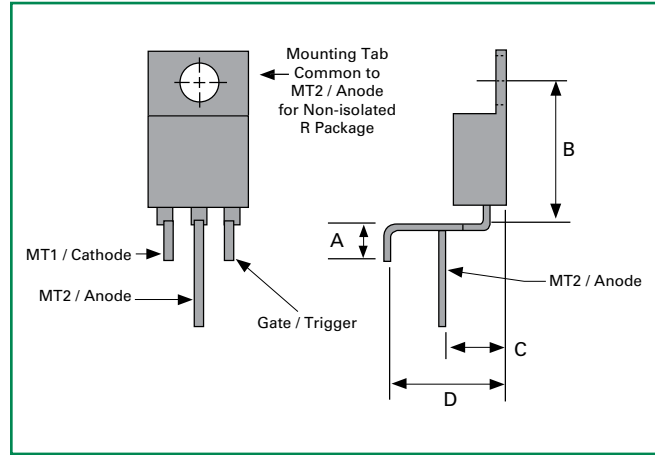 Mounting Tab
Common to
MT2 / Anode
for Non-isolated
R Package
MT1 / Cathode
MT2 / Anode
Gate / Trigger
A
B
MT2 / Anode
C
D